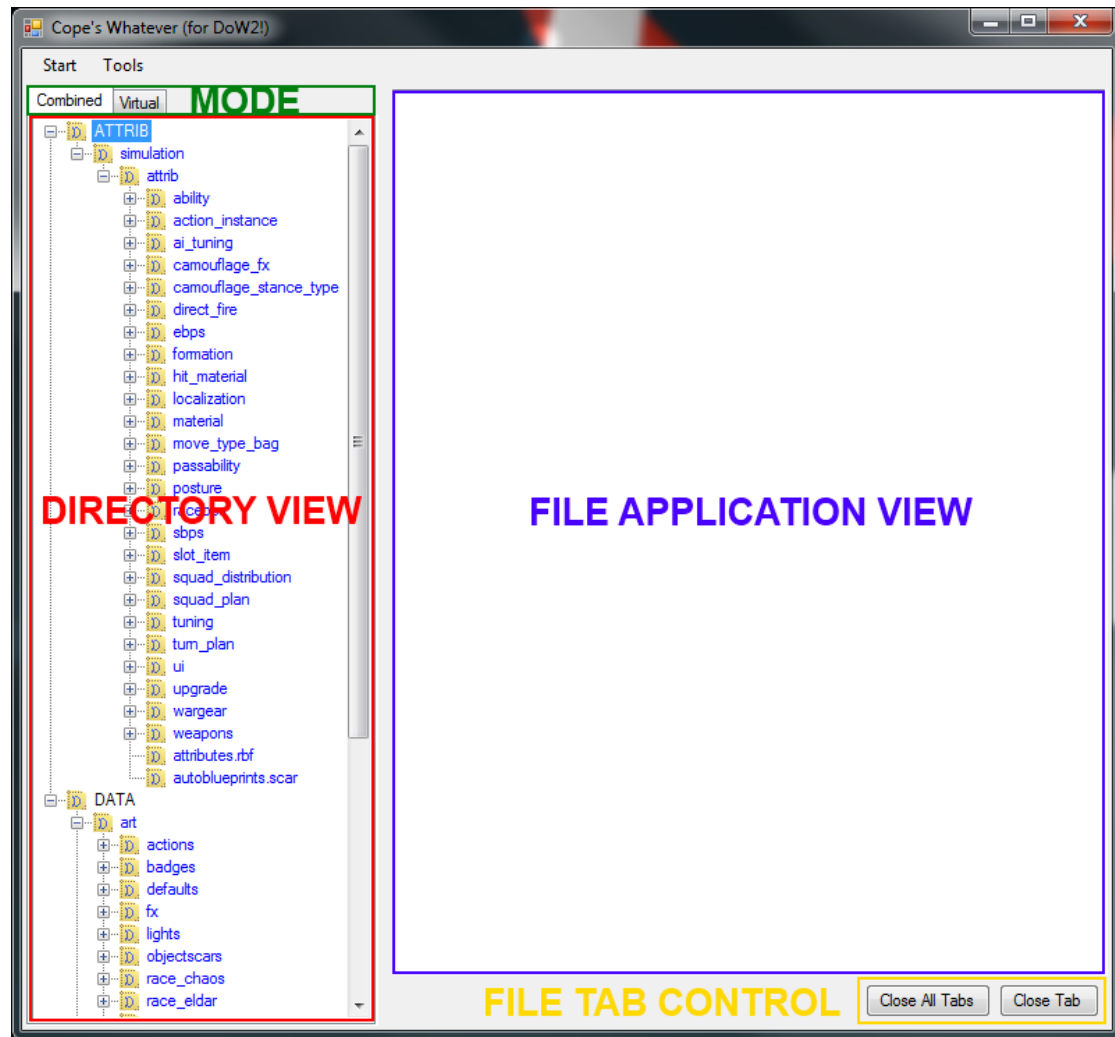 Cope's Whatever (for DoW2!)
Start Tools
Combined Virtual MODE
ATTRIB
simulation
attrib
ability
action_instance
ai_tuning
camouflage_fx
camouflage_stance_type
direct_fire
ebps
formation
hit_material
localization
material
move_type_bag
passability
posture
DIRECTORY VIEW
FILE APPLICATION VIEW
sbps
slot_item
squad_distribution
squad_plan
tuning
turn_plan
ui
upgrade
wargear
weapons
attributes.rbf
autoblueprints.scar
DATA
art
actions
badges
defaults
fx
lights
objectscars
race_chaos
race_eldar
FILE TAB CONTROL Close All Tabs Close Tab